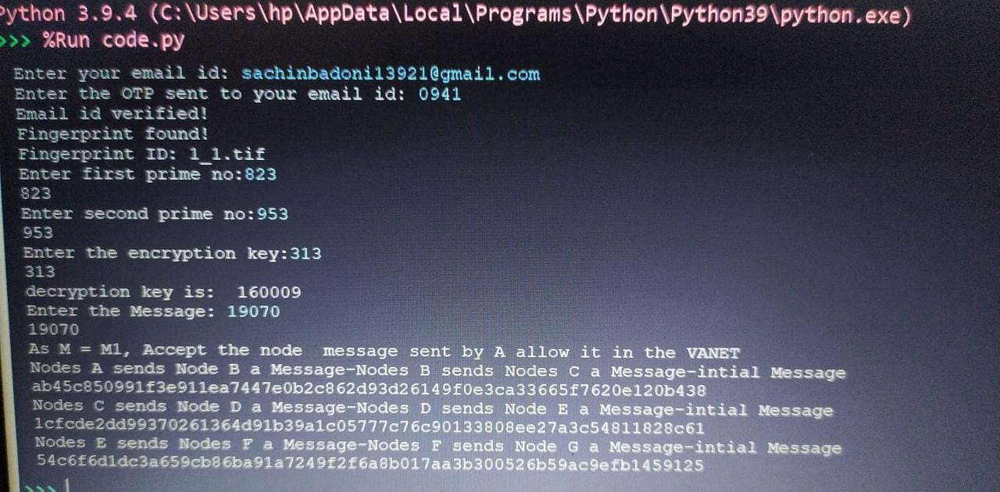 Python 3.9.4 (C:\Users\hp\AppData\Local\Programs\Python\Python39\python.exe)
>>> %Run code.py
Enter your email id: sachinbadoni13921@gmail.com
Enter the OTP sent to your email id: 0941
Email id verified!
Fingerprint found!
Fingerprint ID: 1_1.tif
Enter first prime no:823
823
Enter second prime no:953
953
Enter the encryption key:313
313
decryption key is:  160009
Enter the Message: 19070
19070
As M = M1, Accept the node  message sent by A allow it in the VANET
Nodes A sends Node B a Message-Nodes B sends Nodes C a Message-intial Message
ab45c850991f3e911ea7447e0b2c862d93d26149f0e3ca33665f7620e120b438
Nodes C sends Node D a Message-Nodes D sends Node E a Message-intial Message
1cfcde2dd99370261364d91b39a1c05777c76c90133808ee27a3c54811828c61
Nodes E sends Nodes F a Message-Nodes F sends Node G a Message-intial Message
54c6f6d1dc3a659cb86ba91a7249f2f6a8b017aa3b300526b59ac9efb1459125
>>>